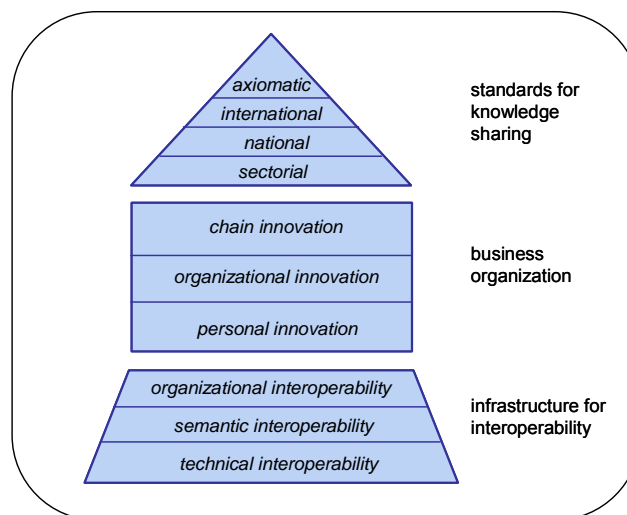 axiomatic
international
national
sectorial
standards for
knowledge
sharing
chain innovation
organizational innovation
personal innovation
business
organization
organizational interoperability
semantic interoperability
technical interoperability
infrastructure for
interoperability